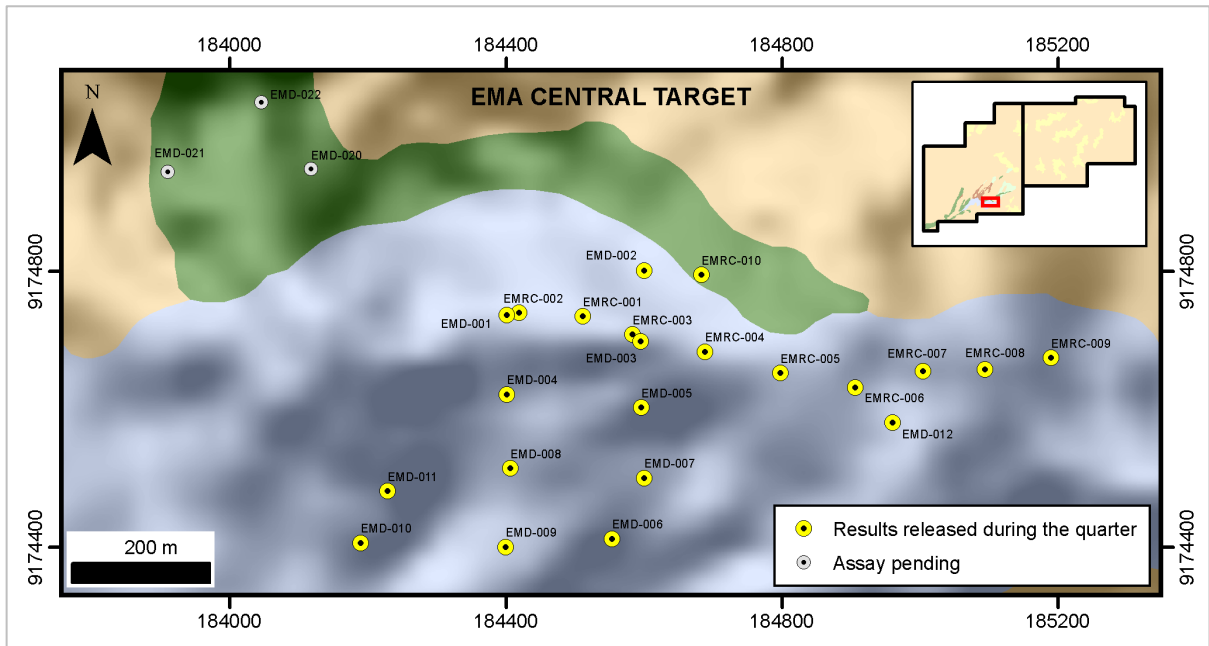 184000 184400 184800 185200
N
EMA CENTRAL TARGET
EMD-022
EMD-021
EMD-020
9174800
9174800
EMD-002
EMRC-010
EMRC-002
EMRC-001
EMD-001
EMRC-003
EMRC-004
EMD-003
EMRC-005
EMRC-007
EMRC-008
EMRC-009
EMD-004
EMD-005
EMRC-006
EMD-012
EMD-008
EMD-007
EMD-011
EMD-010
EMD-009
EMD-006
9174400
9174400
200 m
Results released during the quarter
Assay pending
184000 184400 184800 185200